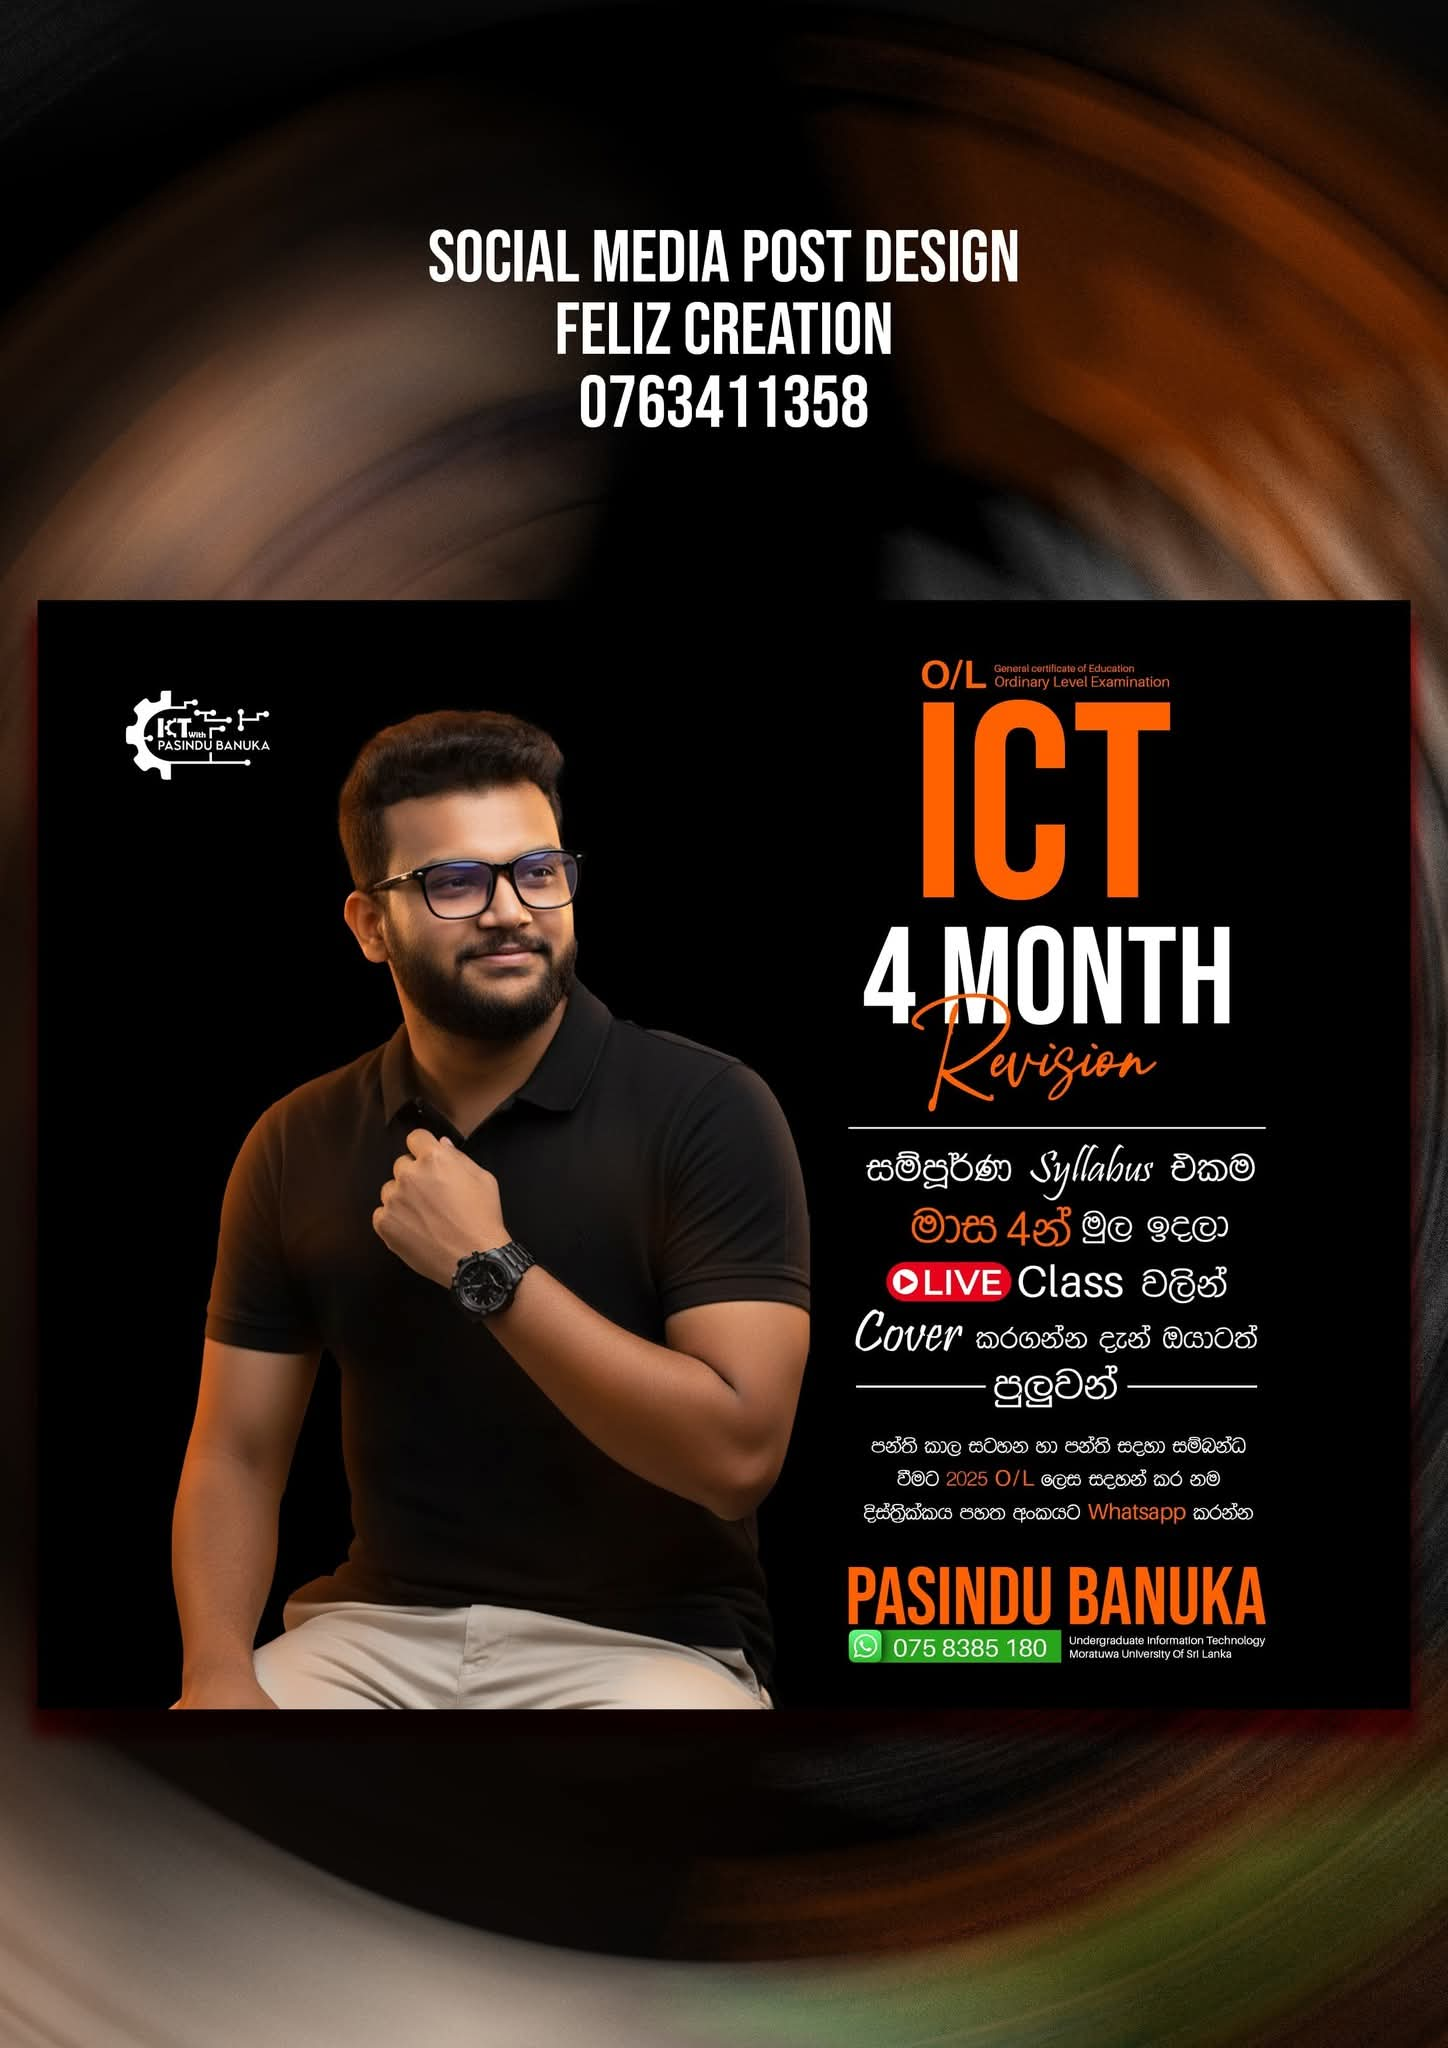 SOCIAL MEDIA POST DESIGN
FELIZ CREATION
0763411358
ICT With
PASINDU BANUKA
O/L General certificate of Education
Ordinary Level Examination
ICT
4 MONTH
Revision
සම්පූර්ණ Syllabus එකම
මාස 4න් මුල ඉදලා
LIVE Class වලින්
Cover කරගන්න දැන් ඔයාටත්
පුලුවන්
පන්ති කාල සටහන හා පන්ති සදහා සම්බන්ධ
වීමට 2025 O/L ලෙස සදහන් කර නම
දිස්ත්‍රික්කය පහත අංකයට Whatsapp කරන්න
PASINDU BANUKA
075 8385 180
Undergraduate Information Technology
Moratuwa University Of Sri Lanka